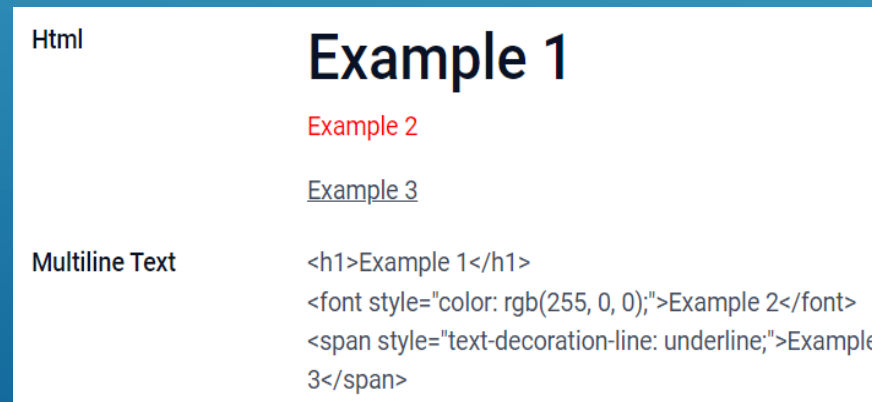 Html
Example 1
Example 2
Example 3
Multiline Text
<h1>Example 1</h1>
<font style="color: rgb(255, 0, 0);">Example 2</font>
<span style="text-decoration-line: underline;">Example
3</span>